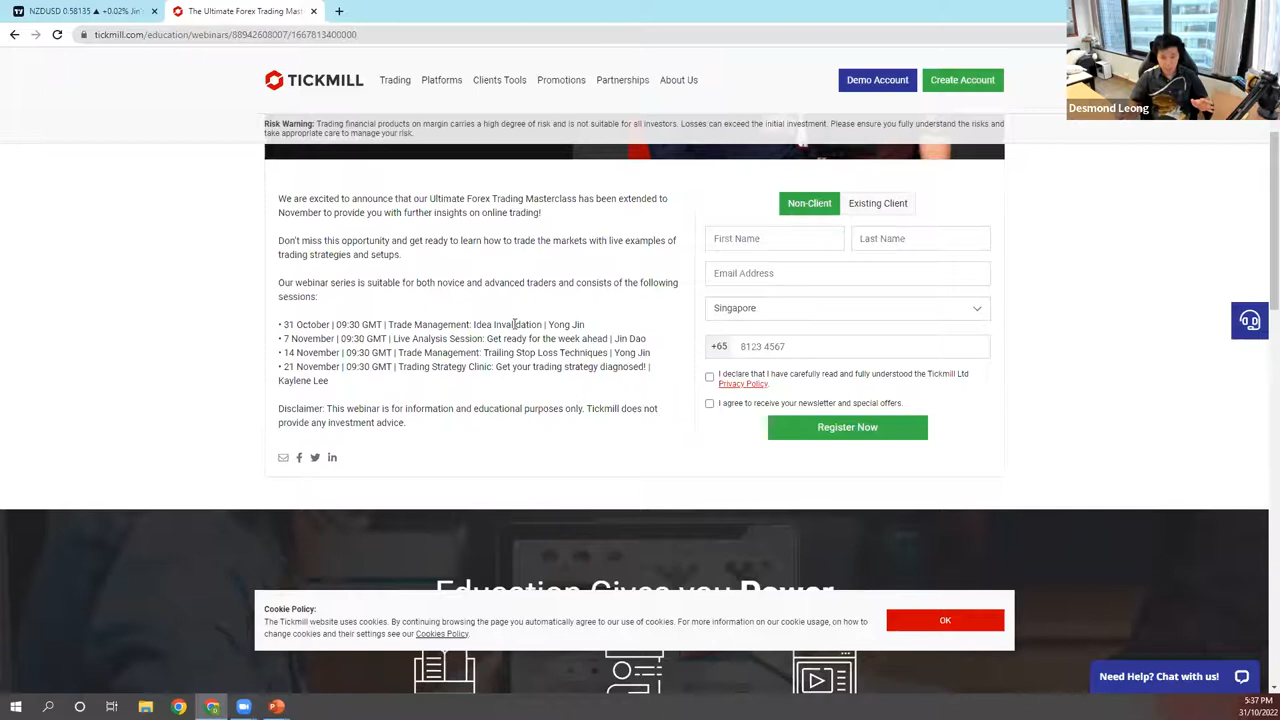 NZDUSD 0.58135 ▲ +0.02% Un
The Ultimate Forex Trading Mast
tickmill.com/education/webinars/88942608007/1667813400000
TICKMILL
Trading
Platforms
Clients Tools
Promotions
Partnerships
About Us
Demo Account
Create Account
Desmond Leong
Risk Warning: Trading financial products on margin carries a high degree of risk and is not suitable for all investors. Losses can exceed the initial investment. Please ensure you fully understand the risks and
take appropriate care to manage your risk.
We are excited to announce that our Ultimate Forex Trading Masterclass has been extended to
November to provide you with further insights on online trading!
Don't miss this opportunity and get ready to learn how to trade the markets with live examples of
trading strategies and setups.
Our webinar series is suitable for both novice and advanced traders and consists of the following
sessions:
• 31 October | 09:30 GMT | Trade Management: Idea Invalidation | Yong Jin
• 7 November | 09:30 GMT | Live Analysis Session: Get ready for the week ahead | Jin Dao
• 14 November | 09:30 GMT | Trade Management: Trailing Stop Loss Techniques | Yong Jin
• 21 November | 09:30 GMT | Trading Strategy Clinic: Get your trading strategy diagnosed! |
Kaylene Lee
Disclaimer: This webinar is for information and educational purposes only. Tickmill does not
provide any investment advice.
Non-Client
Existing Client
First Name
Last Name
Email Address
Singapore
+65
8123 4567
I declare that I have carefully read and fully understood the Tickmill Ltd
Privacy Policy.
I agree to receive your newsletter and special offers.
Register Now
Education Gives you Power
Cookie Policy:
The Tickmill website uses cookies. By continuing browsing the page you automatically agree to our use of cookies. For more information on our cookie usage, on how to
change cookies and their settings see our Cookies Policy.
OK
Need Help? Chat with us!
5:37 PM
31/10/2022